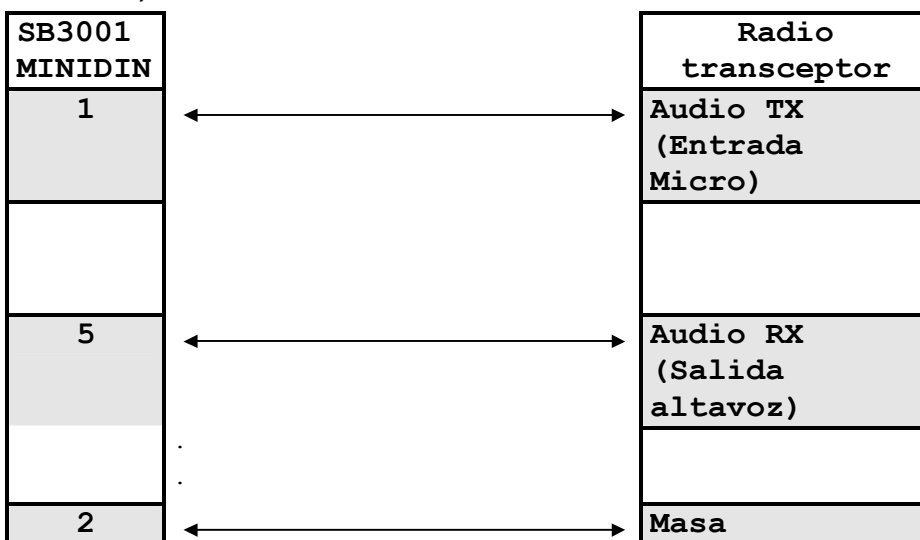 SB3001
MINIDIN
Radio
transceptor
1
Audio TX
(Entrada
Micro)
5
Audio RX
(Salida
altavoz)
.
.
2
Masa